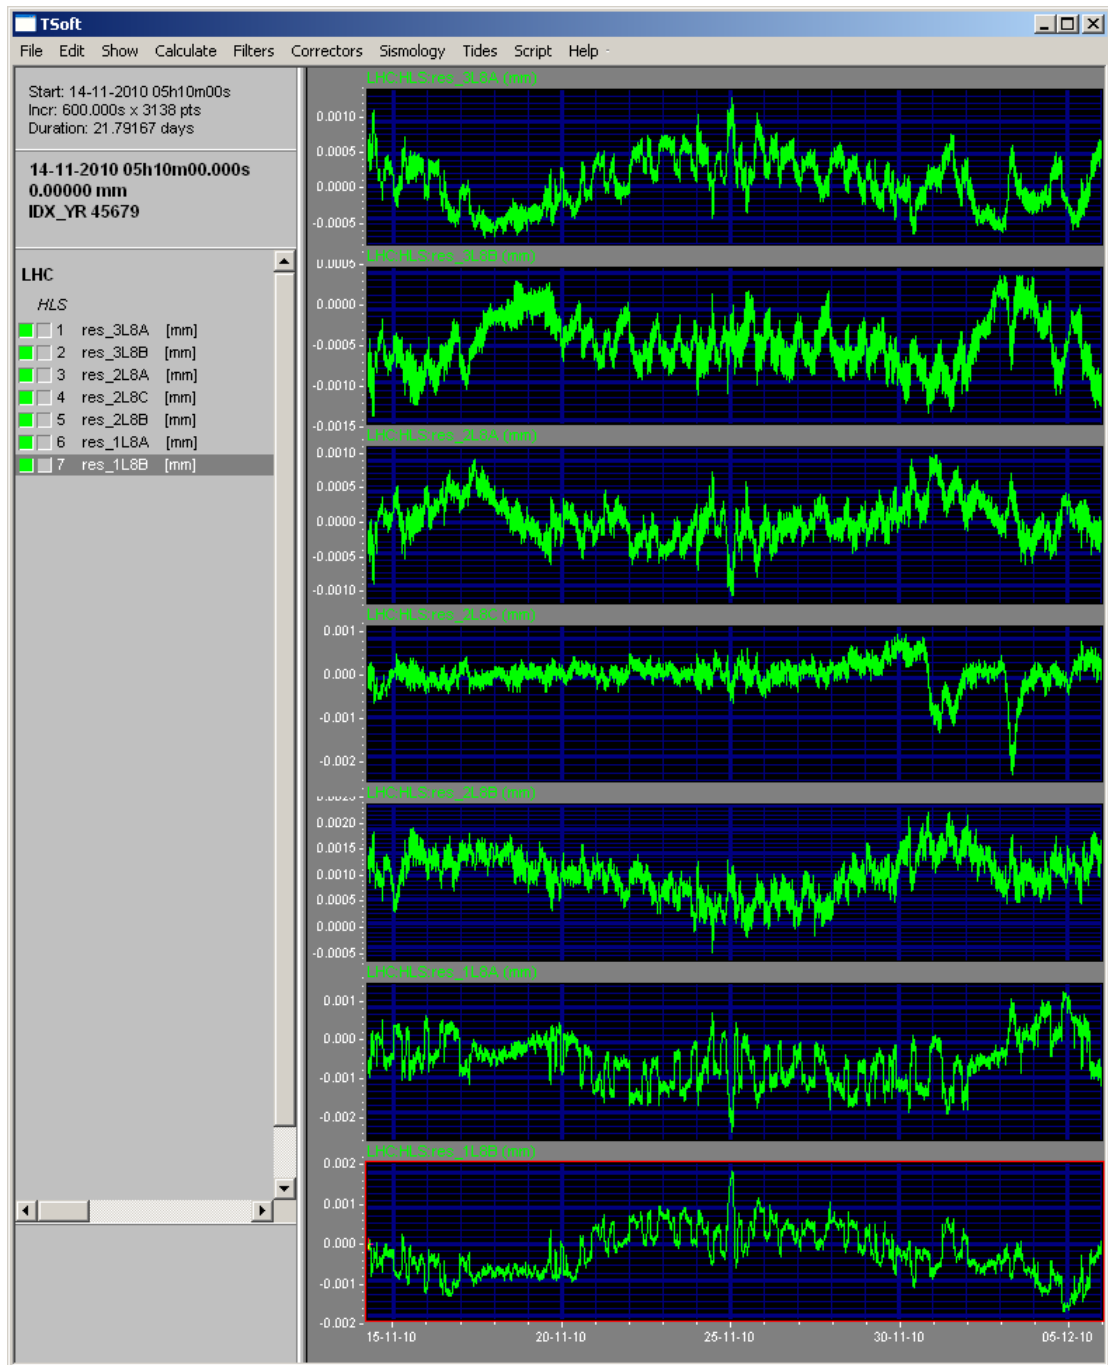 TSoft
File Edit Show Calculate Filters Correctors Sismology Tides Script Help
Start: 14-11-2010 05h10m00s
Incr: 600.000s x 3138 pts
Duration: 21.79167 days
14-11-2010 05h10m00.000s
0.00000 mm
IDX_YR 45679
LHC
HLS
1 res_3L8A [mm]
2 res_3L8B [mm]
3 res_2L8A [mm]
4 res_2L8C [mm]
5 res_2L8B [mm]
6 res_1L8A [mm]
7 res_1L8B [mm]
LHC:HLS:res_3L8A (mm)
0.0010
0.0005
0.0000
-0.0005
LHC:HLS:res_3L8B (mm)
0.0005
0.0000
-0.0005
-0.0010
-0.0015
LHC:HLS:res_2L8A (mm)
0.0010
0.0005
0.0000
-0.0005
-0.0010
LHC:HLS:res_2L8C (mm)
0.001
0.000
-0.001
-0.002
LHC:HLS:res_2L8B (mm)
0.0025
0.0020
0.0015
0.0010
0.0005
0.0000
-0.0005
LHC:HLS:res_1L8A (mm)
0.001
0.000
-0.001
-0.002
LHC:HLS:res_1L8B (mm)
0.002
0.001
0.000
-0.001
-0.002
15-11-10 20-11-10 25-11-10 30-11-10 05-12-10